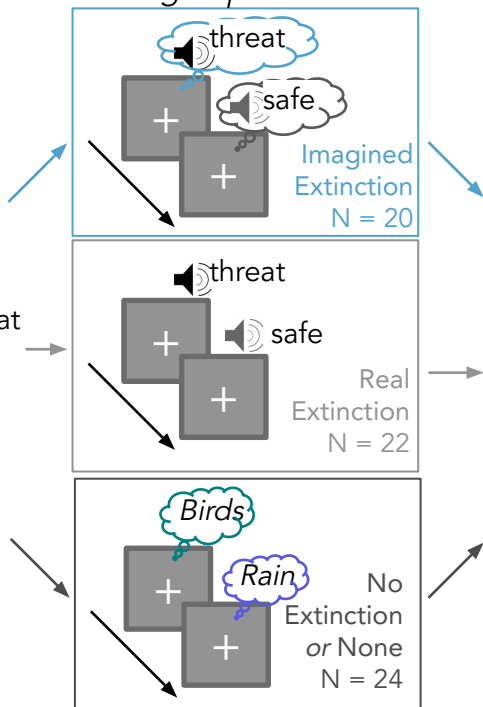 threat
safe
Imagined
Extinction
N = 20
at
threat
safe
Real
Extinction
N = 22
Birds
Rain
No
Extinction
or None
N = 24